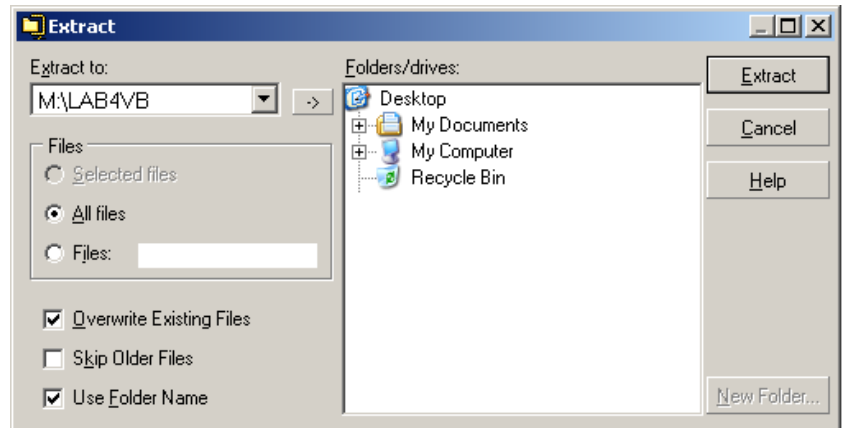 Extract
Extract to:
M:\LAB4VB
->
Files
Selected files
All files
Files:
Overwrite Existing Files
Skip Older Files
Use Folder Name
Folders/drives:
Desktop
My Documents
My Computer
Recycle Bin
Extract
Cancel
Help
New Folder...